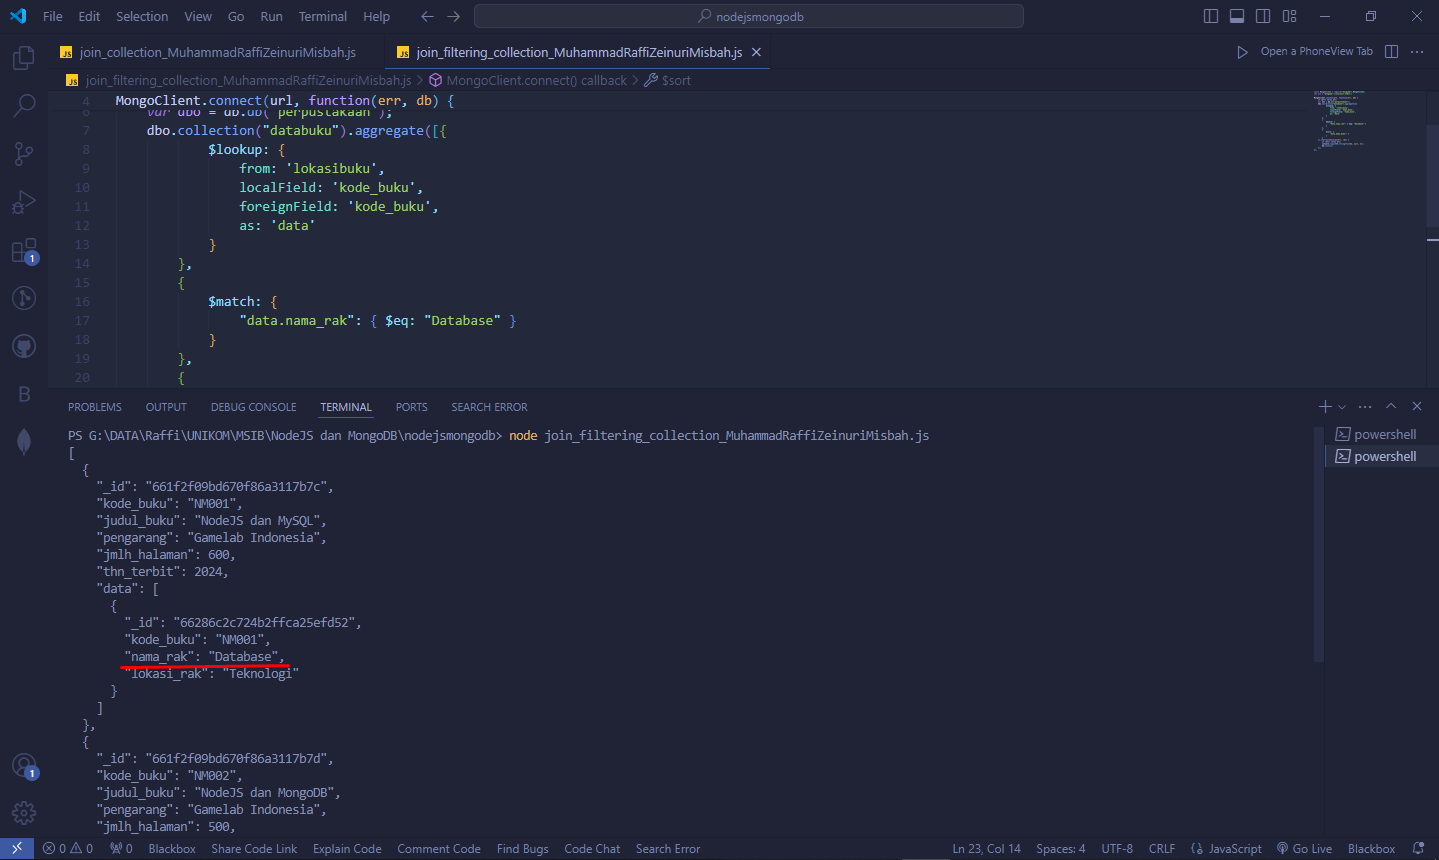 File Edit Selection View Go Run Terminal Help nodejsmongodb
join_collection_MuhammadRaffiZeinuriMisbah.js join_filtering_collection_MuhammadRaffiZeinuriMisbah.js Open a PhoneView Tab
join_filtering_collection_MuhammadRaffiZeinuriMisbah.js > MongoClient.connect() callback > $sort
4 MongoClient.connect(url, function(err, db) {
6 var dbo = db.db("perpustakaan");
7 dbo.collection("databuku").aggregate([{
8 $lookup: {
9 from: 'lokasibuku',
10 localField: 'kode_buku',
11 foreignField: 'kode_buku',
12 as: 'data'
13 }
14 },
15 {
16 $match: {
17 "data.nama_rak": { $eq: "Database" }
18 }
19 },
20 {
PROBLEMS OUTPUT DEBUG CONSOLE TERMINAL PORTS SEARCH ERROR
PS G:\DATA\Raffi\UNIKOM\MSIB\NodeJS dan MongoDB\nodejsmongodb> node join_filtering_collection_MuhammadRaffiZeinuriMisbah.js
[
{
"_id": "661f2f09bd670f86a3117b7c",
"kode_buku": "NM001",
"judul_buku": "NodeJS dan MySQL",
"pengarang": "Gamelab Indonesia",
"jmlh_halaman": 600,
"thn_terbit": 2024,
"data": [
{
"_id": "66286c2c724b2ffca25efd52",
"kode_buku": "NM001",
"nama_rak": "Database",
"lokasi_rak": "Teknologi"
}
]
},
{
"_id": "661f2f09bd670f86a3117b7d",
"kode_buku": "NM002",
"judul_buku": "NodeJS dan MongoDB",
"pengarang": "Gamelab Indonesia",
"jmlh_halaman": 500,
powershell
powershell
1
B
1
0 0 0 Blackbox Share Code Link Explain Code Comment Code Find Bugs Code Chat Search Error Ln 23, Col 14 Spaces: 4 UTF-8 CRLF JavaScript Go Live Blackbox